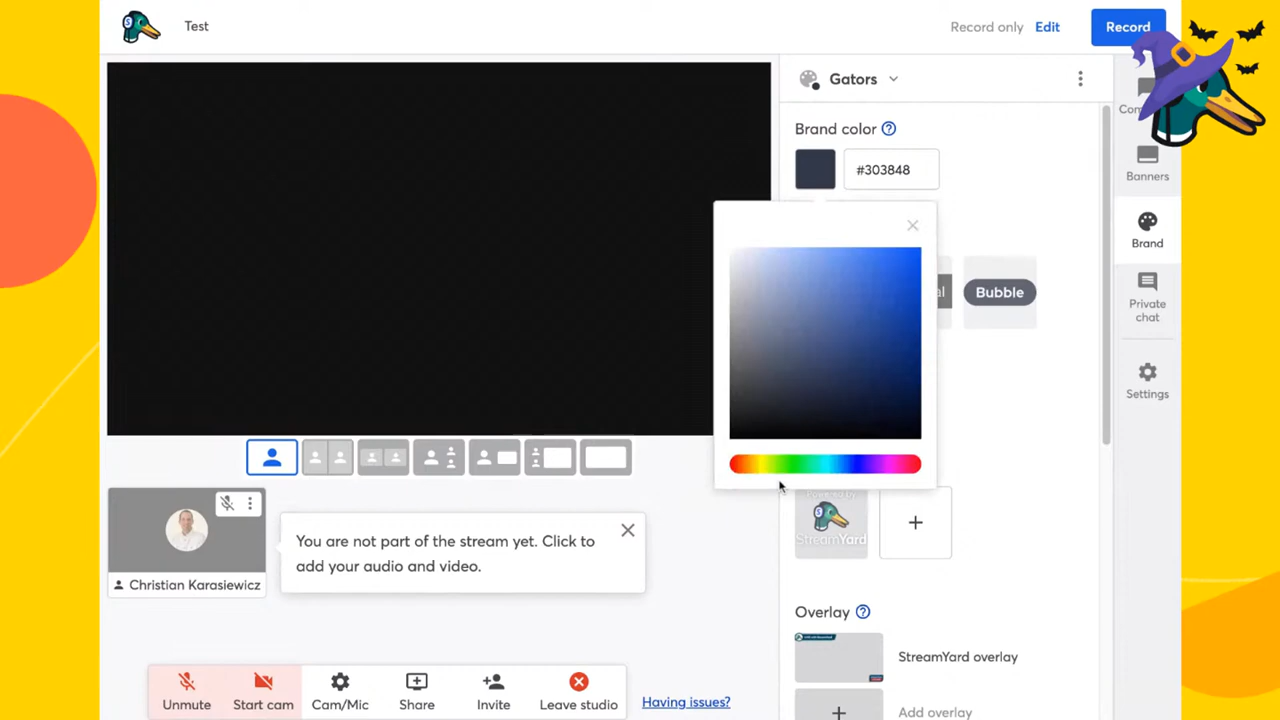 Test
Record only
Edit
Record
Gators
Brand color
#303848
Bubble
Banners
Brand
Private
chat
Settings
You are not part of the stream yet. Click to
add your audio and video.
Christian Karasiewicz
StreamYard
Overlay
StreamYard overlay
Add overlay
Unmute
Start cam
Cam/Mic
Share
Invite
Leave studio
Having issues?